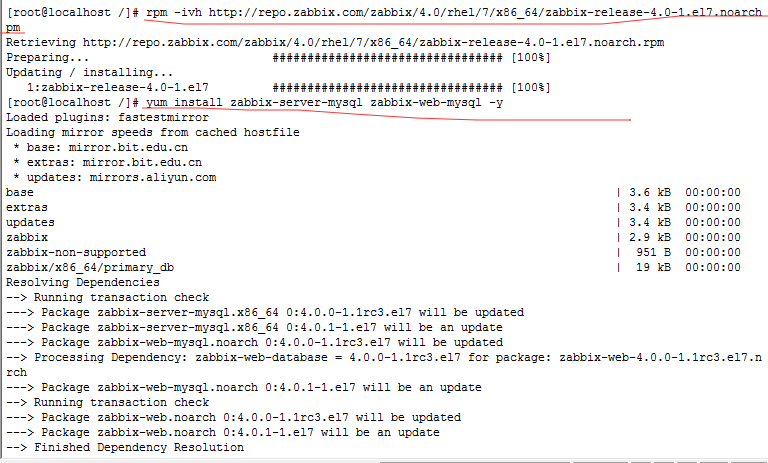 [root@localhost /]# rpm -ivh http://repo.zabbix.com/zabbix/4.0/rhel/7/x86_64/zabbix-release-4.0-1.el7.noarch
pm
Retrieving http://repo.zabbix.com/zabbix/4.0/rhel/7/x86_64/zabbix-release-4.0-1.el7.noarch.rpm
Preparing...                          ################################# [100%]
Updating / installing...
   1:zabbix-release-4.0-1.el7         ################################# [100%]
[root@localhost /]# yum install zabbix-server-mysql zabbix-web-mysql -y
Loaded plugins: fastestmirror
Loading mirror speeds from cached hostfile
 * base: mirror.bit.edu.cn
 * extras: mirror.bit.edu.cn
 * updates: mirrors.aliyun.com
base | 3.6 kB  00:00:00
extras | 3.4 kB  00:00:00
updates | 3.4 kB  00:00:00
zabbix | 2.9 kB  00:00:00
zabbix-non-supported |  951 B  00:00:00
zabbix/x86_64/primary_db |  19 kB  00:00:00
Resolving Dependencies
--> Running transaction check
---> Package zabbix-server-mysql.x86_64 0:4.0.0-1.1rc3.el7 will be updated
---> Package zabbix-server-mysql.x86_64 0:4.0.1-1.el7 will be an update
---> Package zabbix-web-mysql.noarch 0:4.0.0-1.1rc3.el7 will be updated
--> Processing Dependency: zabbix-web-database = 4.0.0-1.1rc3.el7 for package: zabbix-web-4.0.0-1.1rc3.el7.n
rch
---> Package zabbix-web-mysql.noarch 0:4.0.1-1.el7 will be an update
--> Running transaction check
---> Package zabbix-web.noarch 0:4.0.0-1.1rc3.el7 will be updated
---> Package zabbix-web.noarch 0:4.0.1-1.el7 will be an update
--> Finished Dependency Resolution